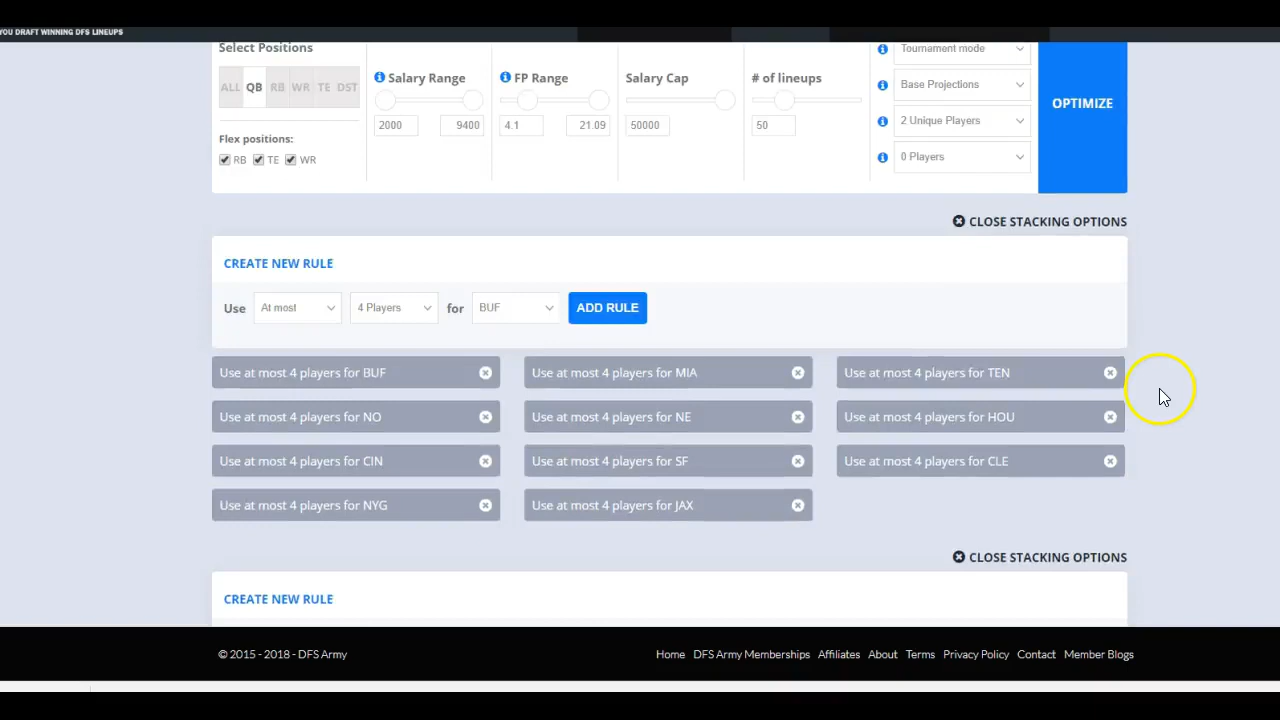 YOU DRAFT WINNING DFS LINEUPS
Select Positions
ALL QB RB WR TE DST
Flex positions:
RB TE WR
Salary Range
2000 9400
FP Range
4.1 21.09
Salary Cap
50000
# of lineups
50
Tournament mode
Base Projections
2 Unique Players
0 Players
OPTIMIZE
CLOSE STACKING OPTIONS
CREATE NEW RULE
Use At most 4 Players for BUF ADD RULE
Use at most 4 players for BUF
Use at most 4 players for MIA
Use at most 4 players for TEN
Use at most 4 players for NO
Use at most 4 players for NE
Use at most 4 players for HOU
Use at most 4 players for CIN
Use at most 4 players for SF
Use at most 4 players for CLE
Use at most 4 players for NYG
Use at most 4 players for JAX
CLOSE STACKING OPTIONS
CREATE NEW RULE
© 2015 - 2018 - DFS Army
Home DFS Army Memberships Affiliates About Terms Privacy Policy Contact Member Blogs